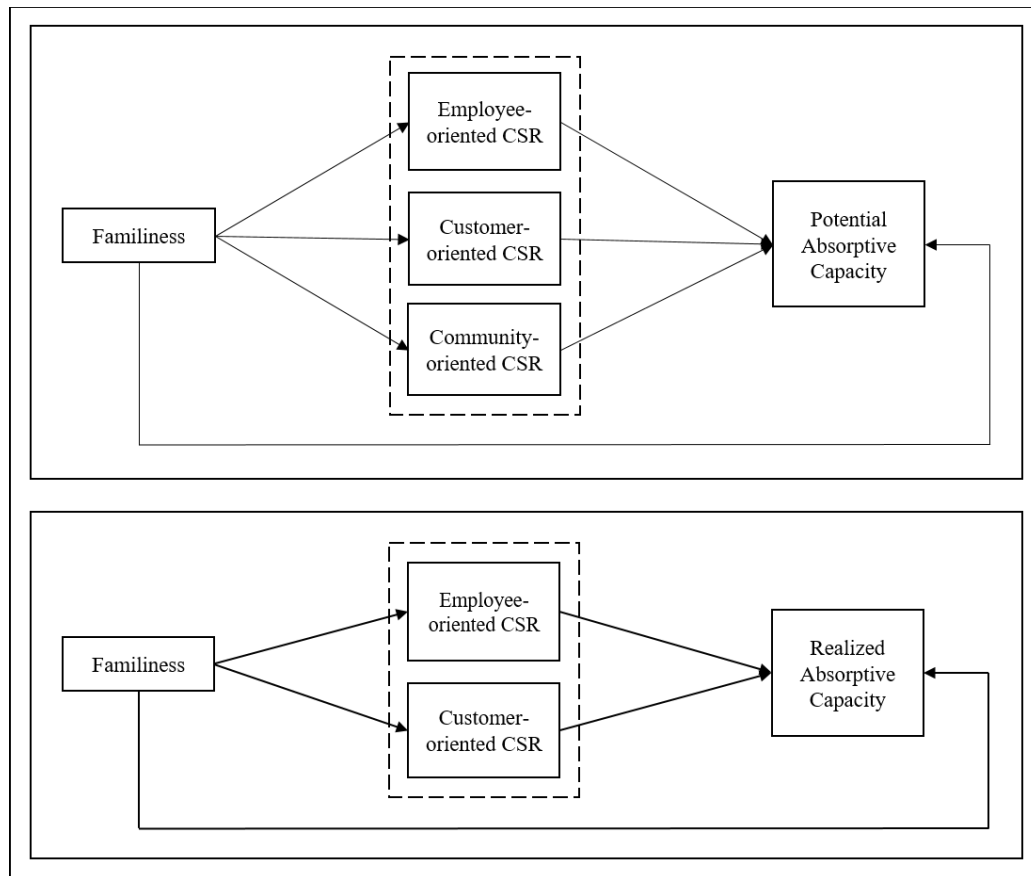 Employee-
oriented CSR
Familiness
Customer-
oriented CSR
Potential
Absorptive
Capacity
Community-
oriented CSR
Employee-
oriented CSR
Familiness
Realized
Absorptive
Capacity
Customer-
oriented CSR